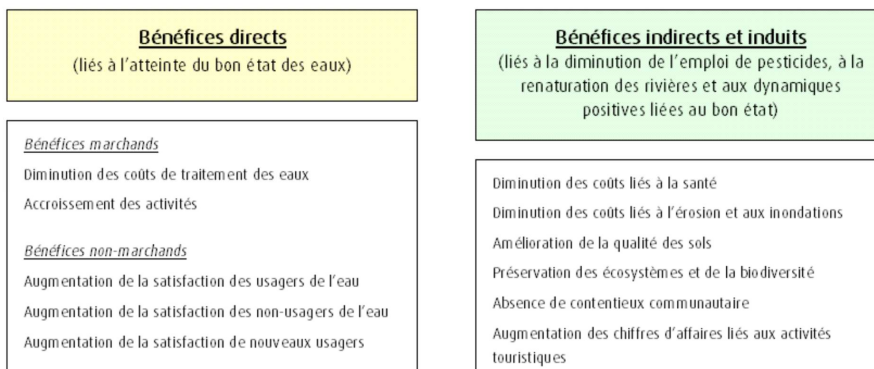 Bénéfices directs
(liés à l'atteinte du bon état des eaux)
Bénéfices marchands
Diminution des coûts de traitement des eaux
Accroissement des activités
Bénéfices non-marchands
Augmentation de la satisfaction des usagers de l'eau
Augmentation de la satisfaction des non-usagers de l'eau
Augmentation de la satisfaction de nouveaux usagers
Bénéfices indirects et induits
(liés à la diminution de l'emploi de pesticides, à la
renaturation des rivières et aux dynamiques
positives liées au bon état)
Diminution des coûts liés à la santé
Diminution des coûts liés à l'érosion et aux inondations
Amélioration de la qualité des sols
Préservation des écosystèmes et de la biodiversité
Absence de contentieux communautaire
Augmentation des chiffres d'affaires liés aux activités
touristiques